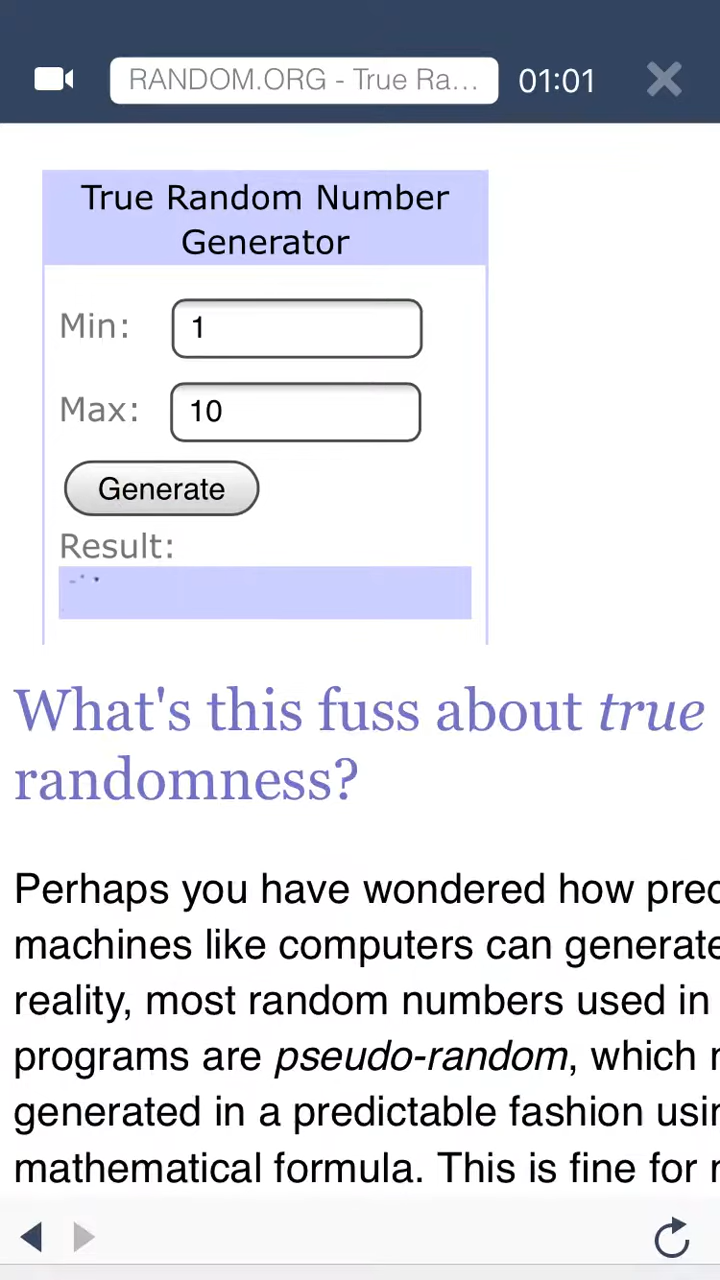 RANDOM.ORG - True Ra... 01:01
True Random Number
Generator
Min: 1
Max: 10
Generate
Result:
What's this fuss about true
randomness?
Perhaps you have wondered how pred
machines like computers can generate
reality, most random numbers used in
programs are pseudo-random, which
generated in a predictable fashion usin
mathematical formula. This is fine for